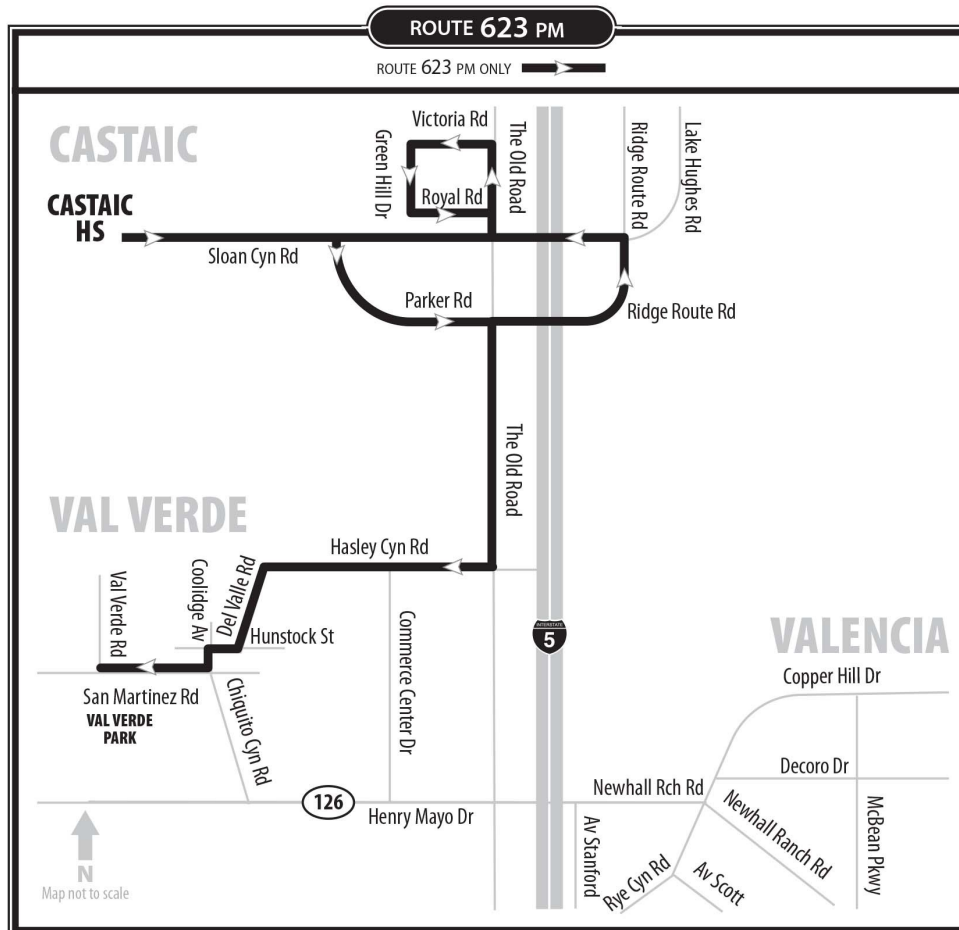 ROUTE 623 PM
ROUTE 623 PM ONLY
CASTAIC
Victoria Rd
Green Hill Dr
The Old Road
Ridge Route Rd
Lake Hughes Rd
Royal Rd
CASTAIC
HS
Sloan Cyn Rd
Parker Rd
Ridge Route Rd
The Old Road
VAL VERDE
Hasley Cyn Rd
Val Verde Rd
Coolidge Av
Del Valle Rd
Hunstock St
Commerce Center Dr
INTERSTATE
5
VALENCIA
San Martinez Rd
VAL VERDE
PARK
Chiquito Cyn Rd
Copper Hill Dr
Decoro Dr
Newhall Rch Rd
126
Henry Mayo Dr
Av Stanford
Rye Cyn Rd
Av Scott
Newhall Ranch Rd
McBean Pkwy
N
Map not to scale